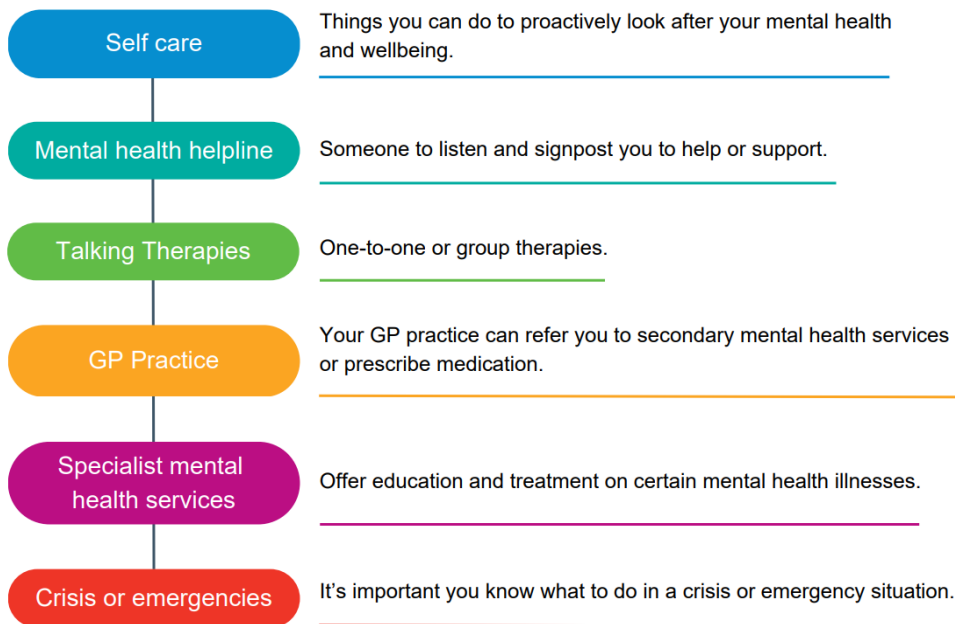 Self care
Things you can do to proactively look after your mental health
and wellbeing.
Mental health helpline
Someone to listen and signpost you to help or support.
Talking Therapies
One-to-one or group therapies.
GP Practice
Your GP practice can refer you to secondary mental health services
or prescribe medication.
Specialist mental
health services
Offer education and treatment on certain mental health illnesses.
Crisis or emergencies
It's important you know what to do in a crisis or emergency situation.